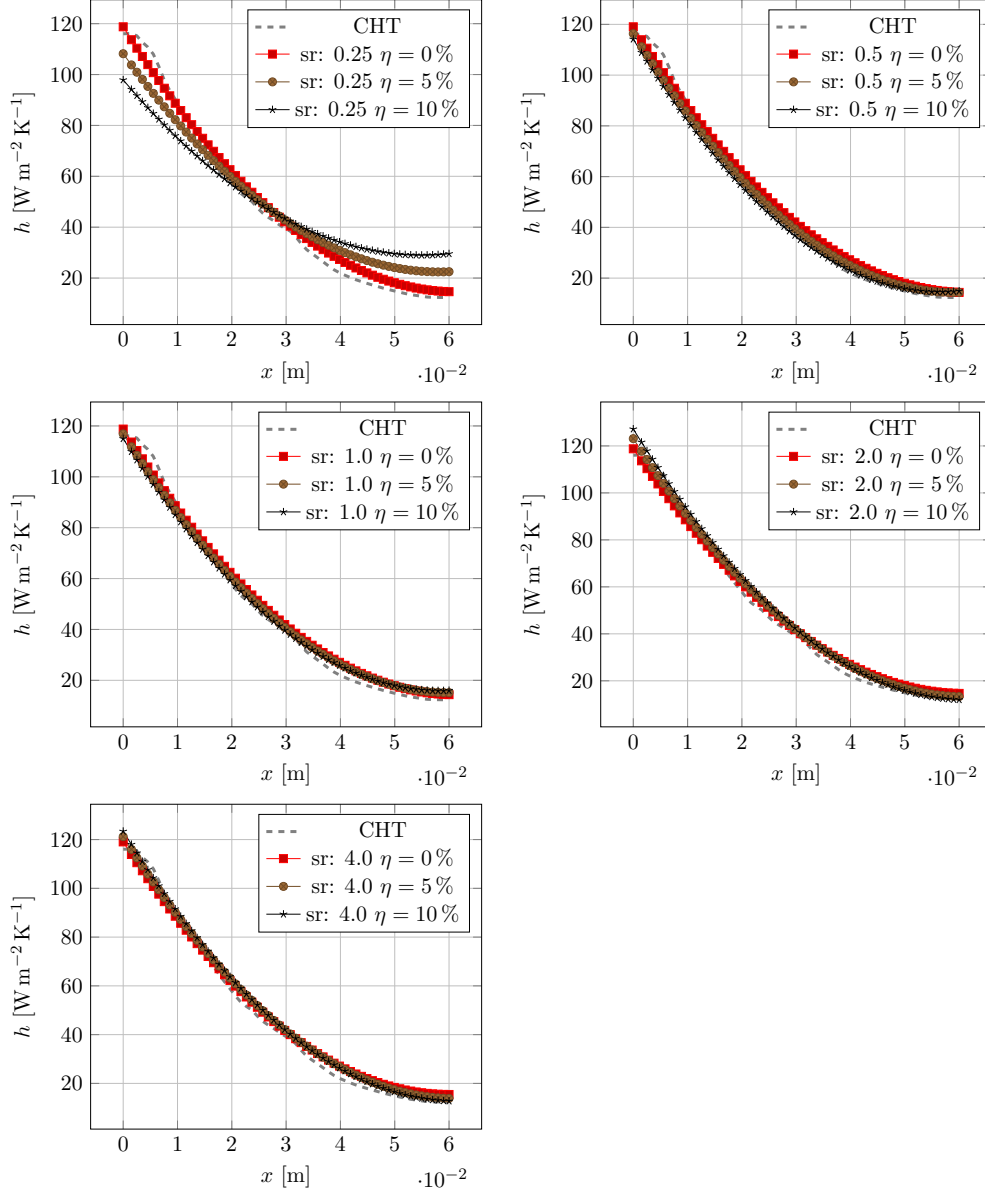 120
100
80
60
40
20
h [W m⁻² K⁻¹]
CHT
sr: 0.25 η = 0 %
sr: 0.25 η = 5 %
sr: 0.25 η = 10 %
0 1 2 3 4 5 6
·10⁻²
x [m]
120
100
80
60
40
20
h [W m⁻² K⁻¹]
CHT
sr: 0.5 η = 0 %
sr: 0.5 η = 5 %
sr: 0.5 η = 10 %
0 1 2 3 4 5 6
·10⁻²
x [m]
120
100
80
60
40
20
h [W m⁻² K⁻¹]
CHT
sr: 1.0 η = 0 %
sr: 1.0 η = 5 %
sr: 1.0 η = 10 %
0 1 2 3 4 5 6
·10⁻²
x [m]
120
100
80
60
40
20
h [W m⁻² K⁻¹]
CHT
sr: 2.0 η = 0 %
sr: 2.0 η = 5 %
sr: 2.0 η = 10 %
0 1 2 3 4 5 6
·10⁻²
x [m]
120
100
80
60
40
20
h [W m⁻² K⁻¹]
CHT
sr: 4.0 η = 0 %
sr: 4.0 η = 5 %
sr: 4.0 η = 10 %
0 1 2 3 4 5 6
·10⁻²
x [m]